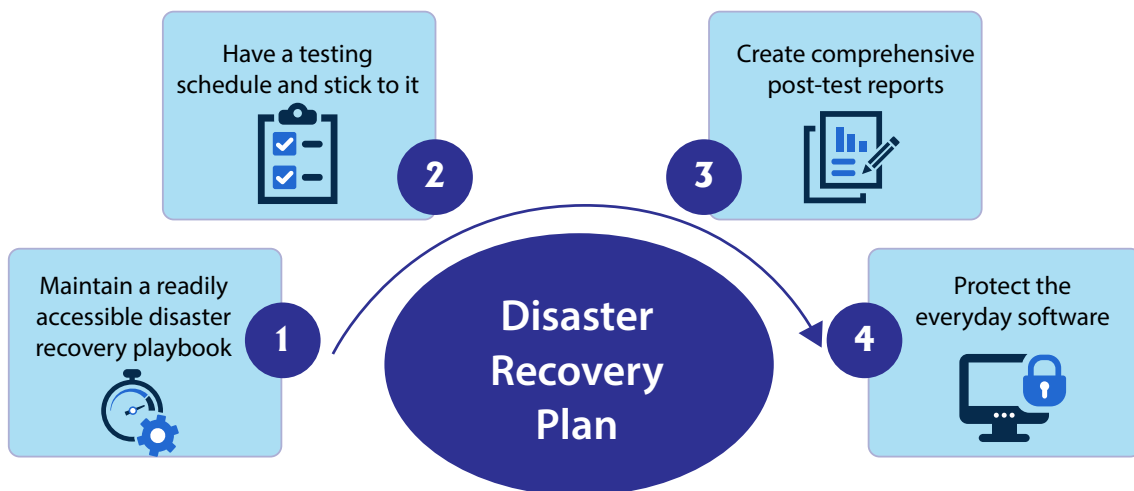 Have a testing
schedule and stick to it
2
Create comprehensive
post-test reports
3
Maintain a readily
accessible disaster
recovery playbook
1
Disaster
Recovery
Plan
Protect the
everyday software
4